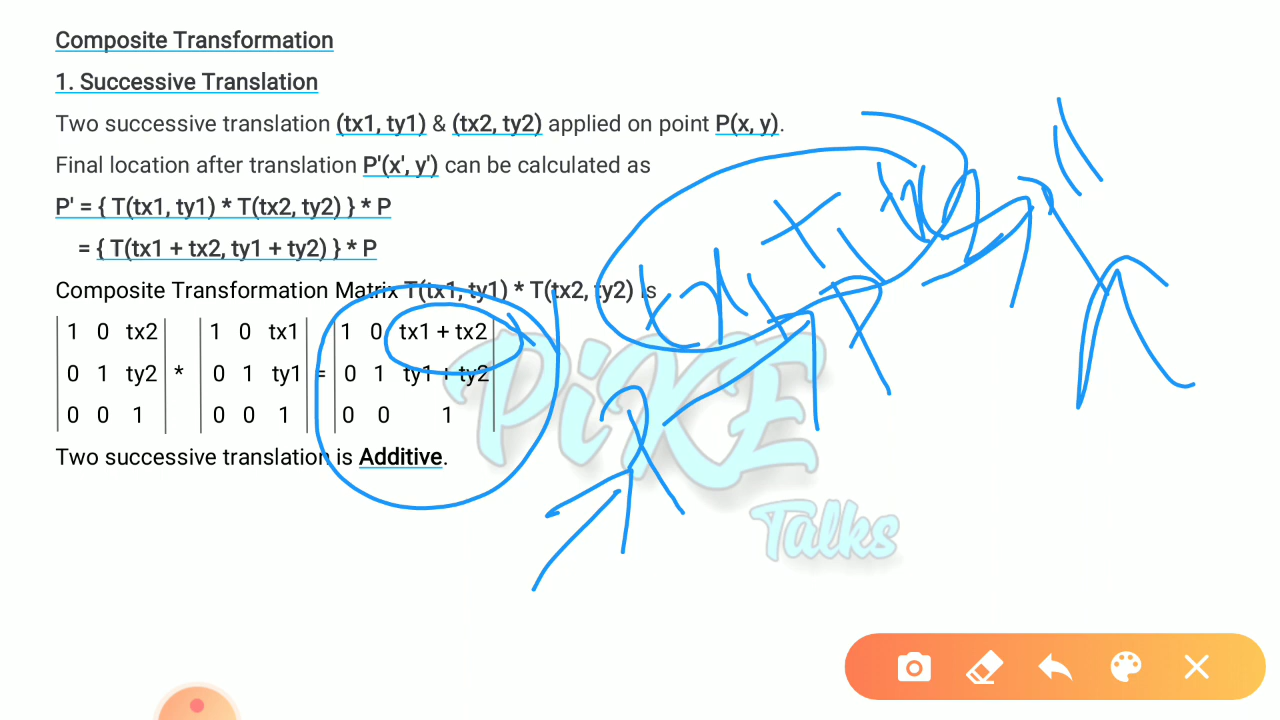 Composite Transformation
1. Successive Translation
Two successive translation (tx1, ty1) & (tx2, ty2) applied on point P(x, y).
Final location after translation P'(x', y') can be calculated as
P' = { T(tx1, ty1) * T(tx2, ty2) } * P
= { T(tx1 + tx2, ty1 + ty2) } * P
Composite Transformation Matrix T(tx1, ty1) * T(tx2, ty2) is
1 0 tx2 1 0 tx1 1 0 tx1 + tx2
0 1 ty2 * 0 1 ty1 = 0 1 ty1 + ty2
0 0 1 0 0 1 0 0 1
Two successive translation is Additive.
PiKE
Talks